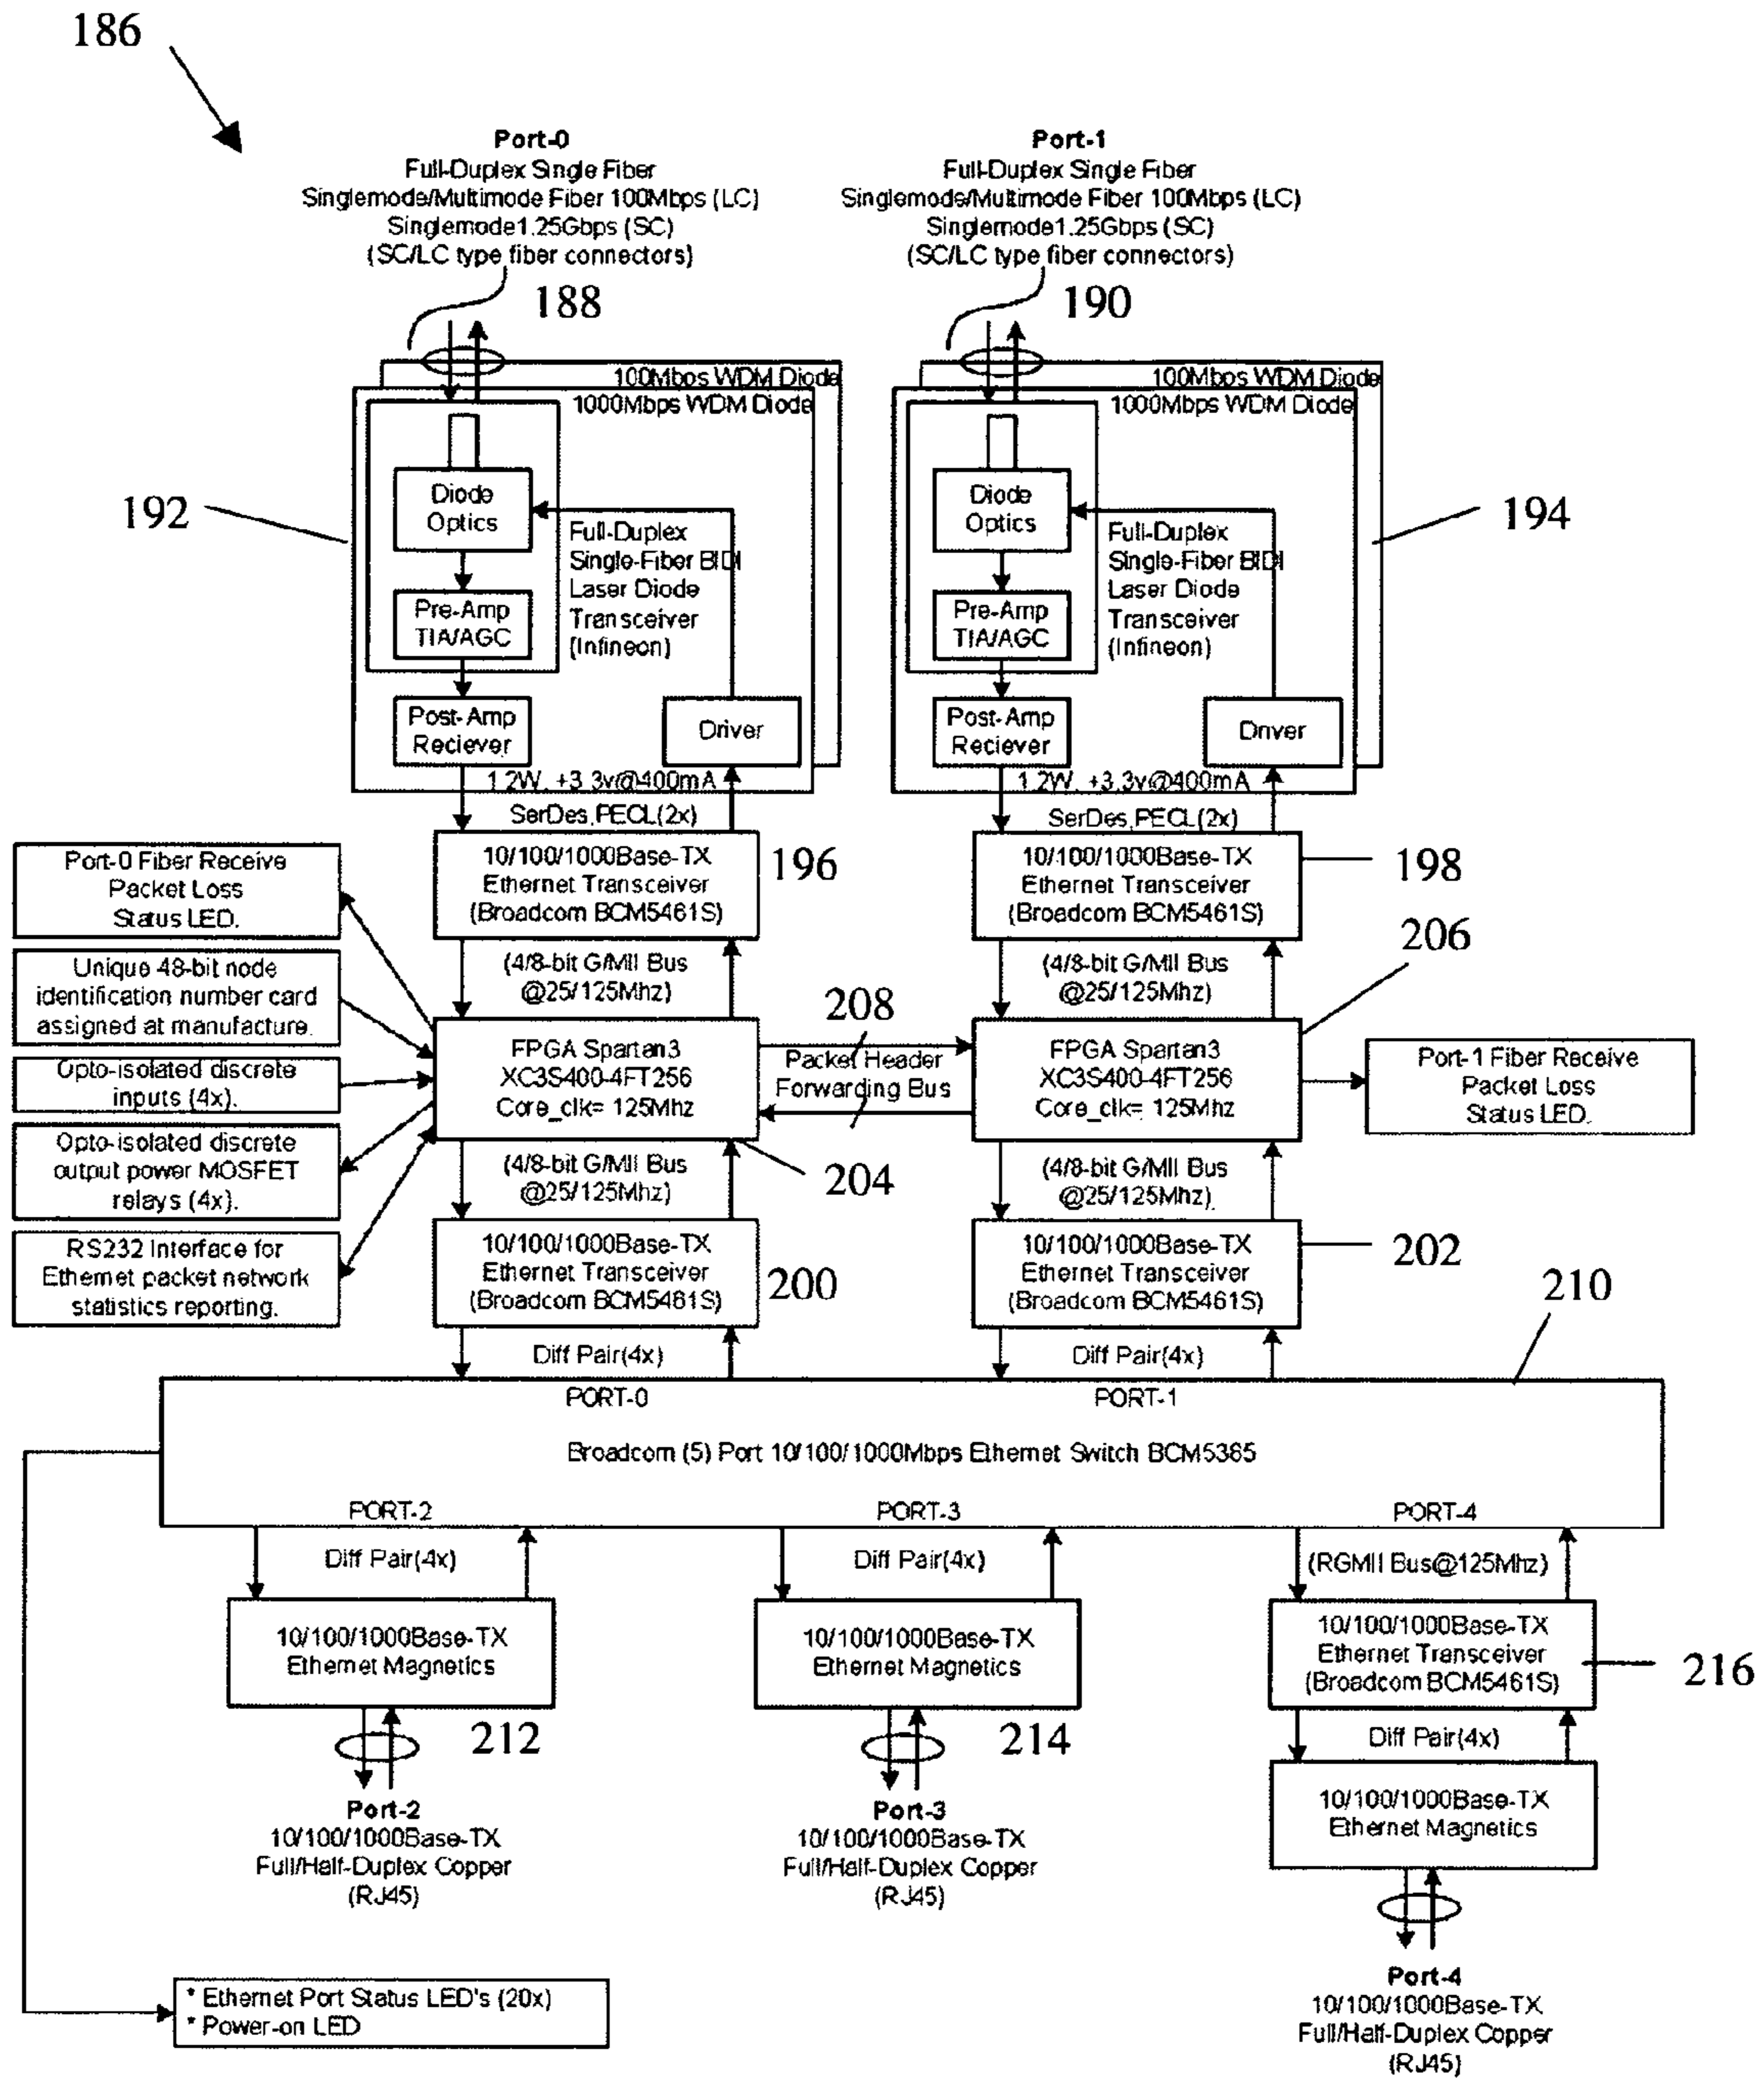 186
Port-0
Full-Duplex Single Fiber
Singlemode/Multimode Fiber 100Mbps (LC)
Singlemode1.25Gbps (SC)
(SC/LC type fiber connectors)
188
Port-1
Full-Duplex Single Fiber
Singlemode/Multimode Fiber 100Mbps (LC)
Singlemode1.25Gbps (SC)
(SC/LC type fiber connectors)
190
100Mbps WDM Diode
1000Mbps WDM Diode
192
Diode
Optics
Full-Duplex
Single-Fiber BIDI
Laser Diode
Transceiver
(Infineon)
Pre-Amp
TIA/AGC
Post-Amp
Reciever
Driver
1.2W, +3.3v@400mA
SerDes,PECL(2x)
100Mbps WDM Diode
1000Mbps WDM Diode
194
Diode
Optics
Full-Duplex
Single-Fiber BIDI
Laser Diode
Transceiver
(Infineon)
Pre-Amp
TIA/AGC
Post-Amp
Reciever
Driver
1.2W, +3.3v@400mA
SerDes,PECL(2x)
10/100/1000Base-TX
Ethernet Transceiver
(Broadcom BCM5461S)
196
10/100/1000Base-TX
Ethernet Transceiver
(Broadcom BCM5461S)
198
Port-0 Fiber Receive
Packet Loss
Status LED.
Unique 48-bit node
identification number card
assigned at manufacture.
Opto-isolated discrete
inputs (4x).
Opto-isolated discrete
output power MOSFET
relays (4x).
RS232 Interface for
Ethernet packet network
statistics reporting.
(4/8-bit G/MII Bus
@25/125Mhz)
(4/8-bit G/MII Bus
@25/125Mhz)
206
FPGA Spartan3
XC3S400-4FT256
Core_clk= 125Mhz
208
Packet Header
Forwarding Bus
FPGA Spartan3
XC3S400-4FT256
Core_clk= 125Mhz
Port-1 Fiber Receive
Packet Loss
Status LED.
204
(4/8-bit G/MII Bus
@25/125Mhz)
(4/8-bit G/MII Bus
@25/125Mhz)
10/100/1000Base-TX
Ethernet Transceiver
(Broadcom BCM5461S)
200
10/100/1000Base-TX
Ethernet Transceiver
(Broadcom BCM5461S)
202
210
Diff Pair(4x)
Diff Pair(4x)
PORT-0
PORT-1
Broadcom (5) Port 10/100/1000Mbps Ethernet Switch BCM5385
PORT-2
PORT-3
PORT-4
Diff Pair(4x)
Diff Pair(4x)
(RGMII Bus@125Mhz)
10/100/1000Base-TX
Ethernet Magnetics
212
10/100/1000Base-TX
Ethernet Magnetics
214
10/100/1000Base-TX
Ethernet Transceiver
(Broadcom BCM5461S)
216
Diff Pair(4x)
10/100/1000Base-TX
Ethernet Magnetics
Port-2
10/100/1000Base-TX
Full/Half-Duplex Copper
(RJ45)
Port-3
10/100/1000Base-TX
Full/Half-Duplex Copper
(RJ45)
Port-4
10/100/1000Base-TX
Full/Half-Duplex Copper
(RJ45)
* Ethernet Port Status LED's (20x)
* Power-on LED